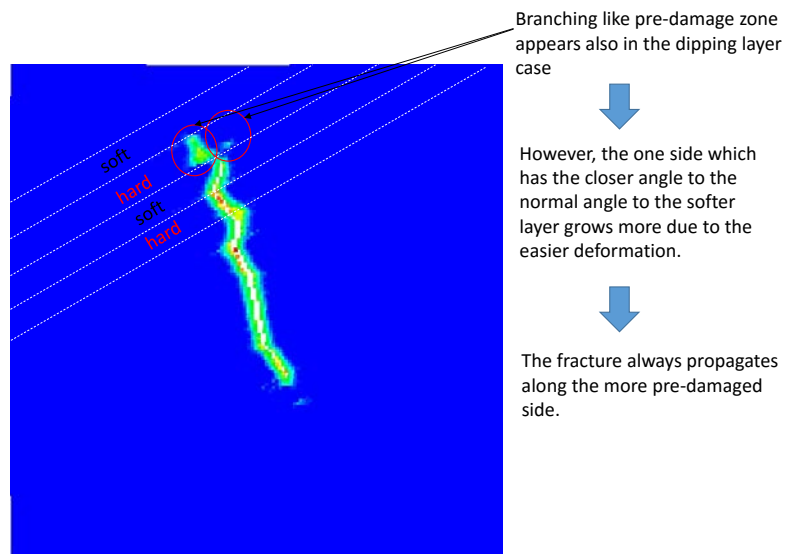 Branching like pre-damage zone
appears also in the dipping layer
case
soft
hard
soft
hard
However, the one side which
has the closer angle to the
normal angle to the softer
layer grows more due to the
easier deformation.
The fracture always propagates
along the more pre-damaged
side.